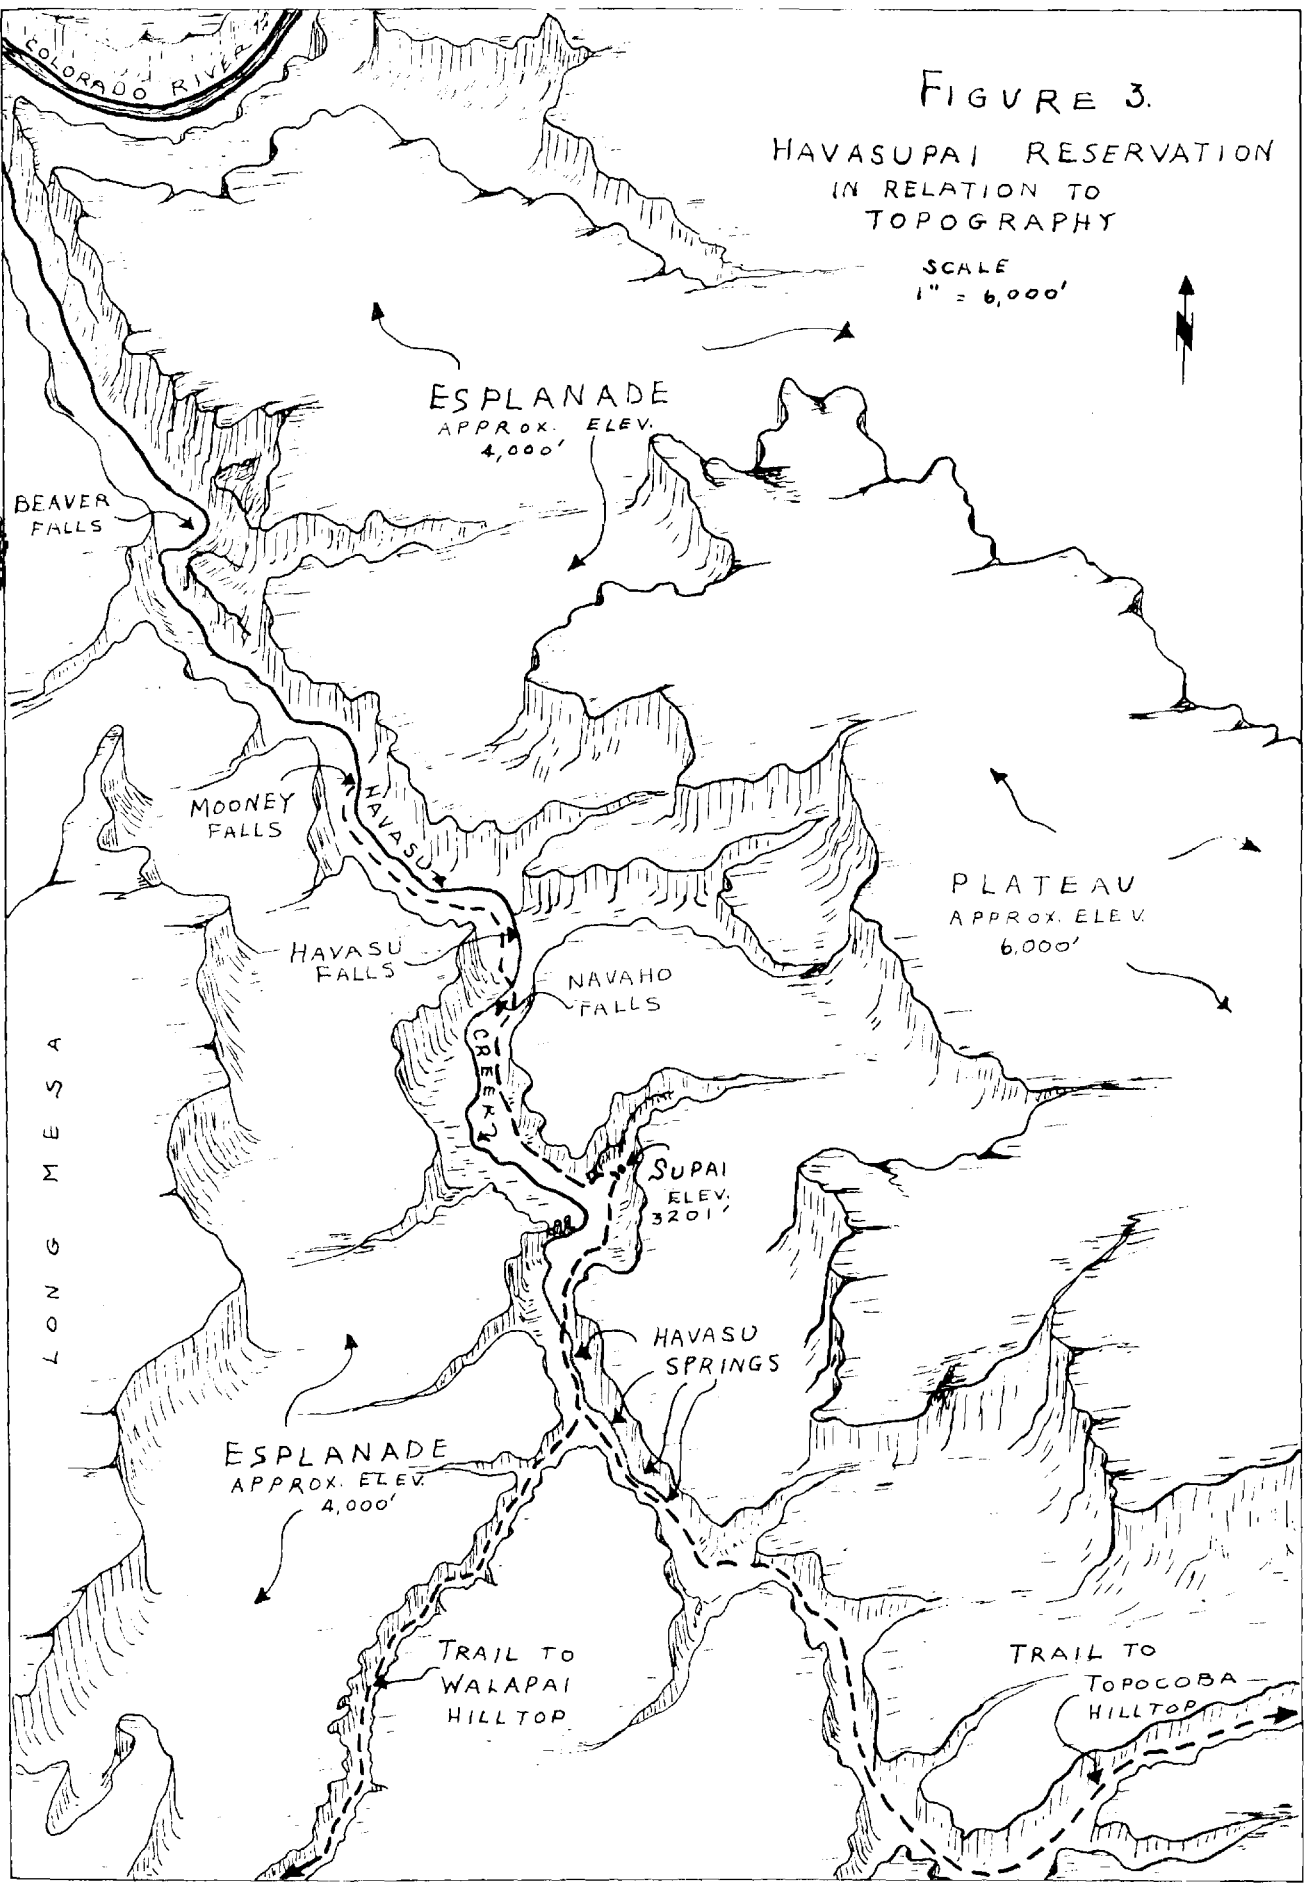 COLORADO RIVER
FIGURE 3.
HAVASUPAI RESERVATION
IN RELATION TO
TOPOGRAPHY
SCALE
1" = 6,000'
N
ESPLANADE
APPROX. ELEV.
4,000'
BEAVER
FALLS
MOONEY
FALLS
HAVASU
CREEK
PLATEAU
APPROX. ELEV.
6,000'
HAVASU
FALLS
NAVAHO
FALLS
LONG MESA
SUPAI
ELEV.
3201'
HAVASU
SPRINGS
ESPLANADE
APPROX. ELEV.
4,000'
TRAIL TO
WALAPAI
HILLTOP
TRAIL TO
TOPOCOBA
HILLTOP